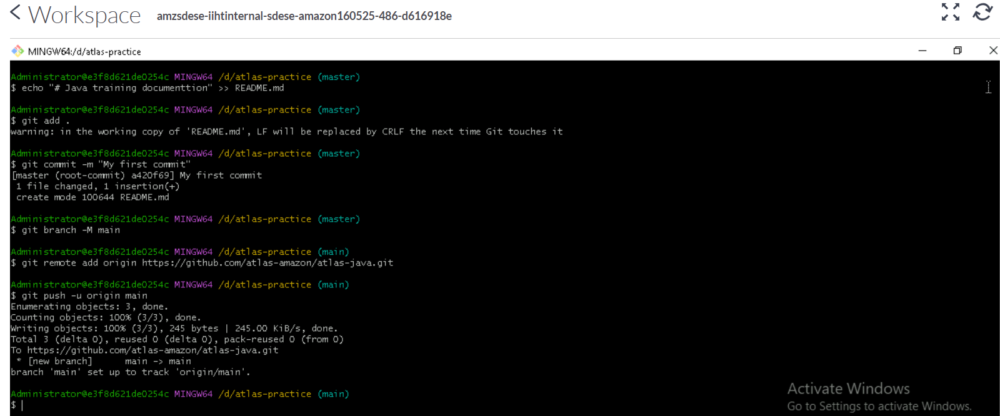 Workspace amzsdese-iihtinternal-sdese-amazon160525-486-d616918e
MINGW64:/d/atlas-practice
Administrator@e3f8d621de0254c MINGW64 /d/atlas-practice (master)
$ echo "# Java training documenttion" >> README.md
Administrator@e3f8d621de0254c MINGW64 /d/atlas-practice (master)
$ git add .
warning: in the working copy of 'README.md', LF will be replaced by CRLF the next time Git touches it
Administrator@e3f8d621de0254c MINGW64 /d/atlas-practice (master)
$ git commit -m "My first commit"
[master (root-commit) a420f69] My first commit
1 file changed, 1 insertion(+)
create mode 100644 README.md
Administrator@e3f8d621de0254c MINGW64 /d/atlas-practice (master)
$ git branch -M main
Administrator@e3f8d621de0254c MINGW64 /d/atlas-practice (main)
$ git remote add origin https://github.com/atlas-amazon/atlas-java.git
Administrator@e3f8d621de0254c MINGW64 /d/atlas-practice (main)
$ git push -u origin main
Enumerating objects: 3, done.
Counting objects: 100% (3/3), done.
Writing objects: 100% (3/3), 245 bytes | 245.00 KiB/s, done.
Total 3 (delta 0), reused 0 (delta 0), pack-reused 0 (from 0)
To https://github.com/atlas-amazon/atlas-java.git
* [new branch]      main -> main
branch 'main' set up to track 'origin/main'.
Administrator@e3f8d621de0254c MINGW64 /d/atlas-practice (main)
$
Activate Windows
Go to Settings to activate Windows.